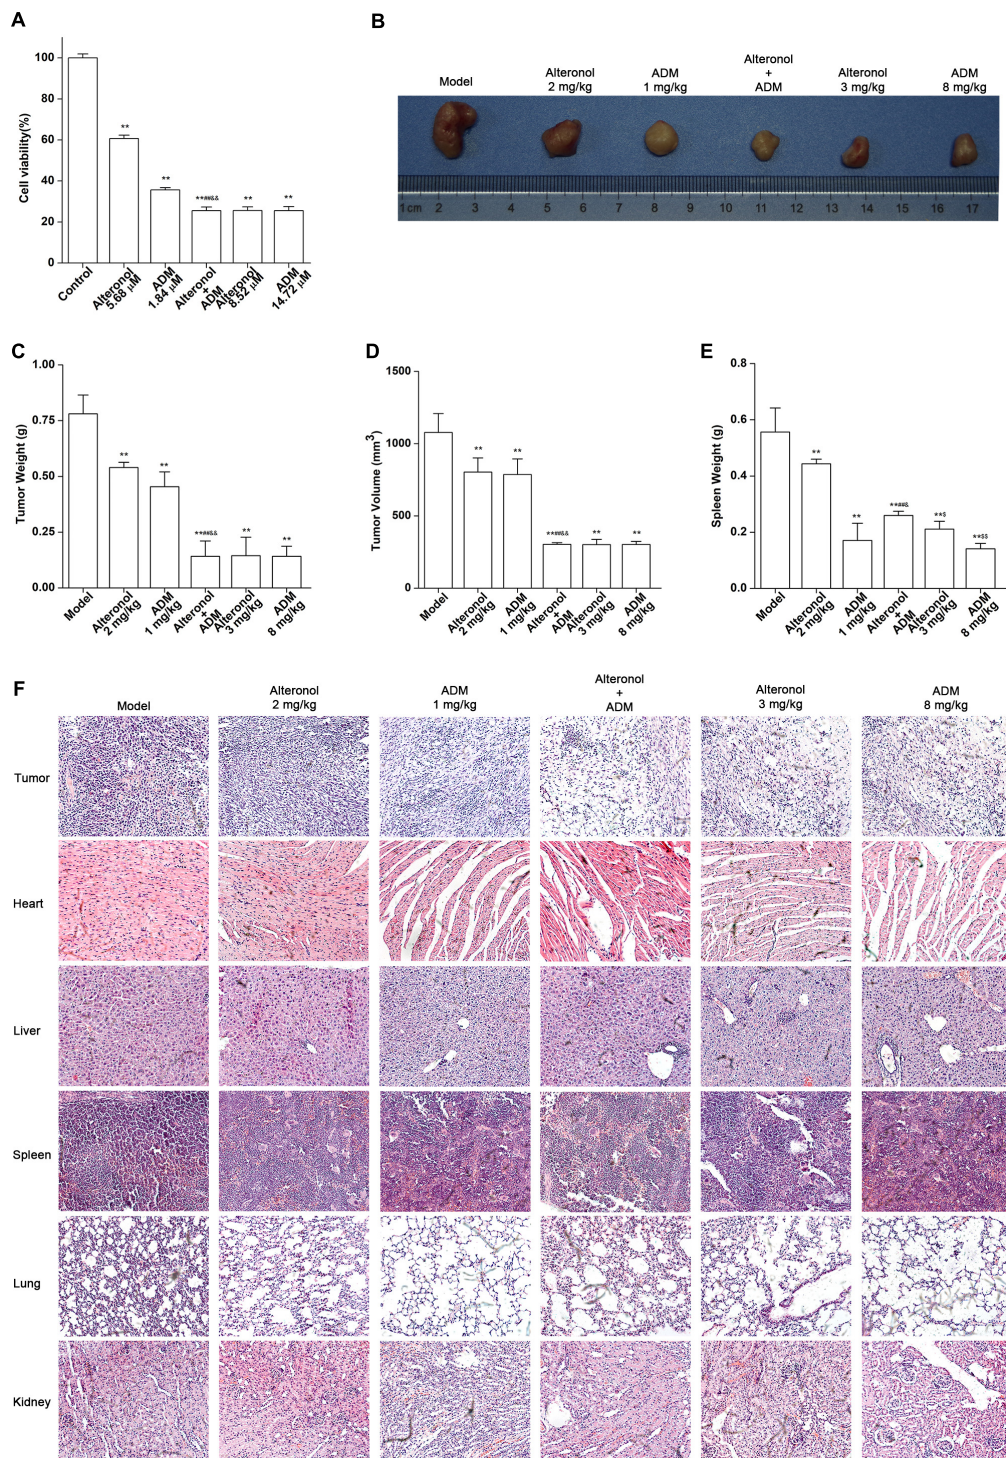 A
Cell viability(%)
100
80
60
40
20
0
**
**
**##&&
**
**
Control
Alteronol
5.68 μM
ADM
1.84 μM
Alteronol
+
ADM
Alteronol
8.52 μM
ADM
14.72 μM
B
Model
Alteronol
2 mg/kg
ADM
1 mg/kg
Alteronol
+
ADM
Alteronol
3 mg/kg
ADM
8 mg/kg
1cm 2 3 4 5 6 7 8 9 10 11 12 13 14 15 16 17
C
Tumor Weight (g)
1.00
0.75
0.50
0.25
0.00
**
**
**##&&
**
**
Model
Alteronol
2 mg/kg
ADM
1 mg/kg
Alteronol
+
ADM
Alteronol
3 mg/kg
ADM
8 mg/kg
D
Tumor Volume (mm3)
1500
1000
500
0
**
**
**##&&
**
**
Model
Alteronol
2 mg/kg
ADM
1 mg/kg
Alteronol
+
ADM
Alteronol
3 mg/kg
ADM
8 mg/kg
E
Spleen Weight (g)
0.8
0.6
0.4
0.2
0.0
**
**
**##&
**$
**$$
Model
Alteronol
2 mg/kg
ADM
1 mg/kg
Alteronol
+
ADM
Alteronol
3 mg/kg
ADM
8 mg/kg
F
Model
Alteronol
2 mg/kg
ADM
1 mg/kg
Alteronol
+
ADM
Alteronol
3 mg/kg
ADM
8 mg/kg
Tumor
Heart
Liver
Spleen
Lung
Kidney